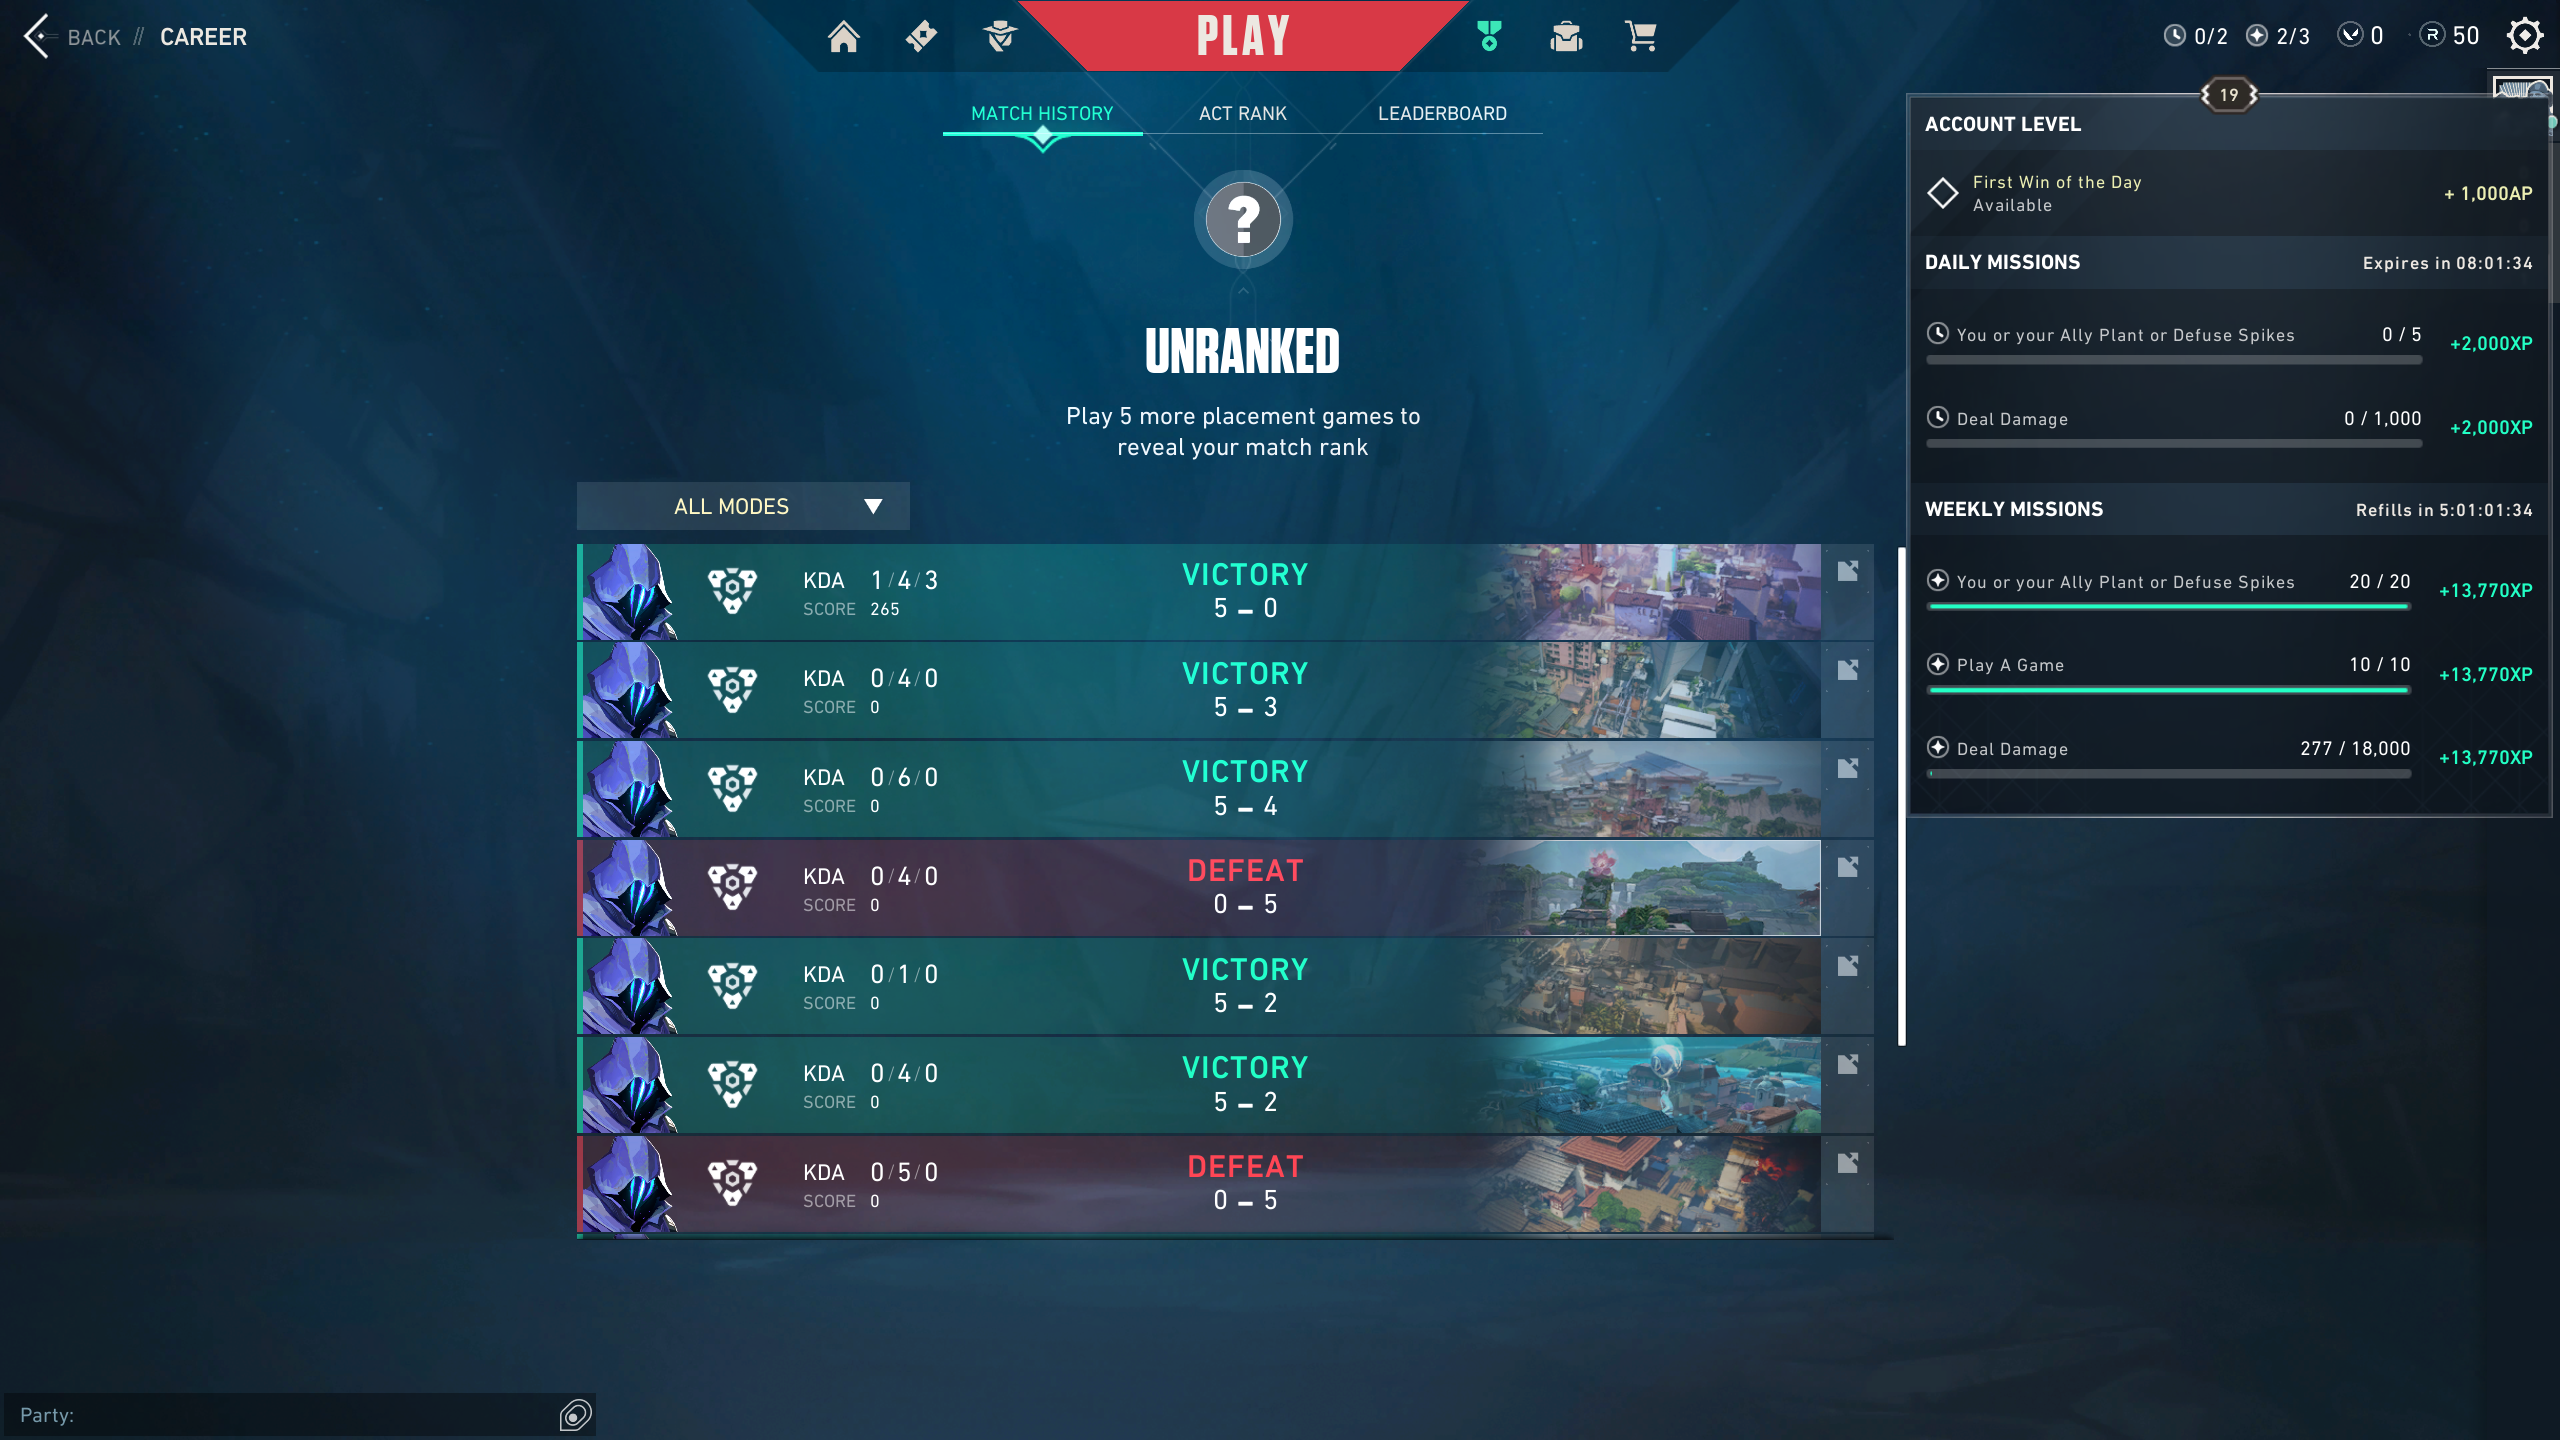 BACK // CAREER
PLAY
0/2 2/3 0 50
MATCH HISTORY
ACT RANK
LEADERBOARD
?
UNRANKED
Play 5 more placement games to
reveal your match rank
ALL MODES
KDA 1/4/3
SCORE 265
VICTORY
5 – 0
KDA 0/4/0
SCORE 0
VICTORY
5 – 3
KDA 0/6/0
SCORE 0
VICTORY
5 – 4
KDA 0/4/0
SCORE 0
DEFEAT
0 – 5
KDA 0/1/0
SCORE 0
VICTORY
5 – 2
KDA 0/4/0
SCORE 0
VICTORY
5 – 2
KDA 0/5/0
SCORE 0
DEFEAT
0 – 5
19
ACCOUNT LEVEL
First Win of the Day
Available
+ 1,000AP
DAILY MISSIONS
Expires in 08:01:34
You or your Ally Plant or Defuse Spikes 0 / 5 +2,000XP
Deal Damage 0 / 1,000 +2,000XP
WEEKLY MISSIONS
Refills in 5:01:01:34
You or your Ally Plant or Defuse Spikes 20 / 20 +13,770XP
Play A Game 10 / 10 +13,770XP
Deal Damage 277 / 18,000 +13,770XP
Party: